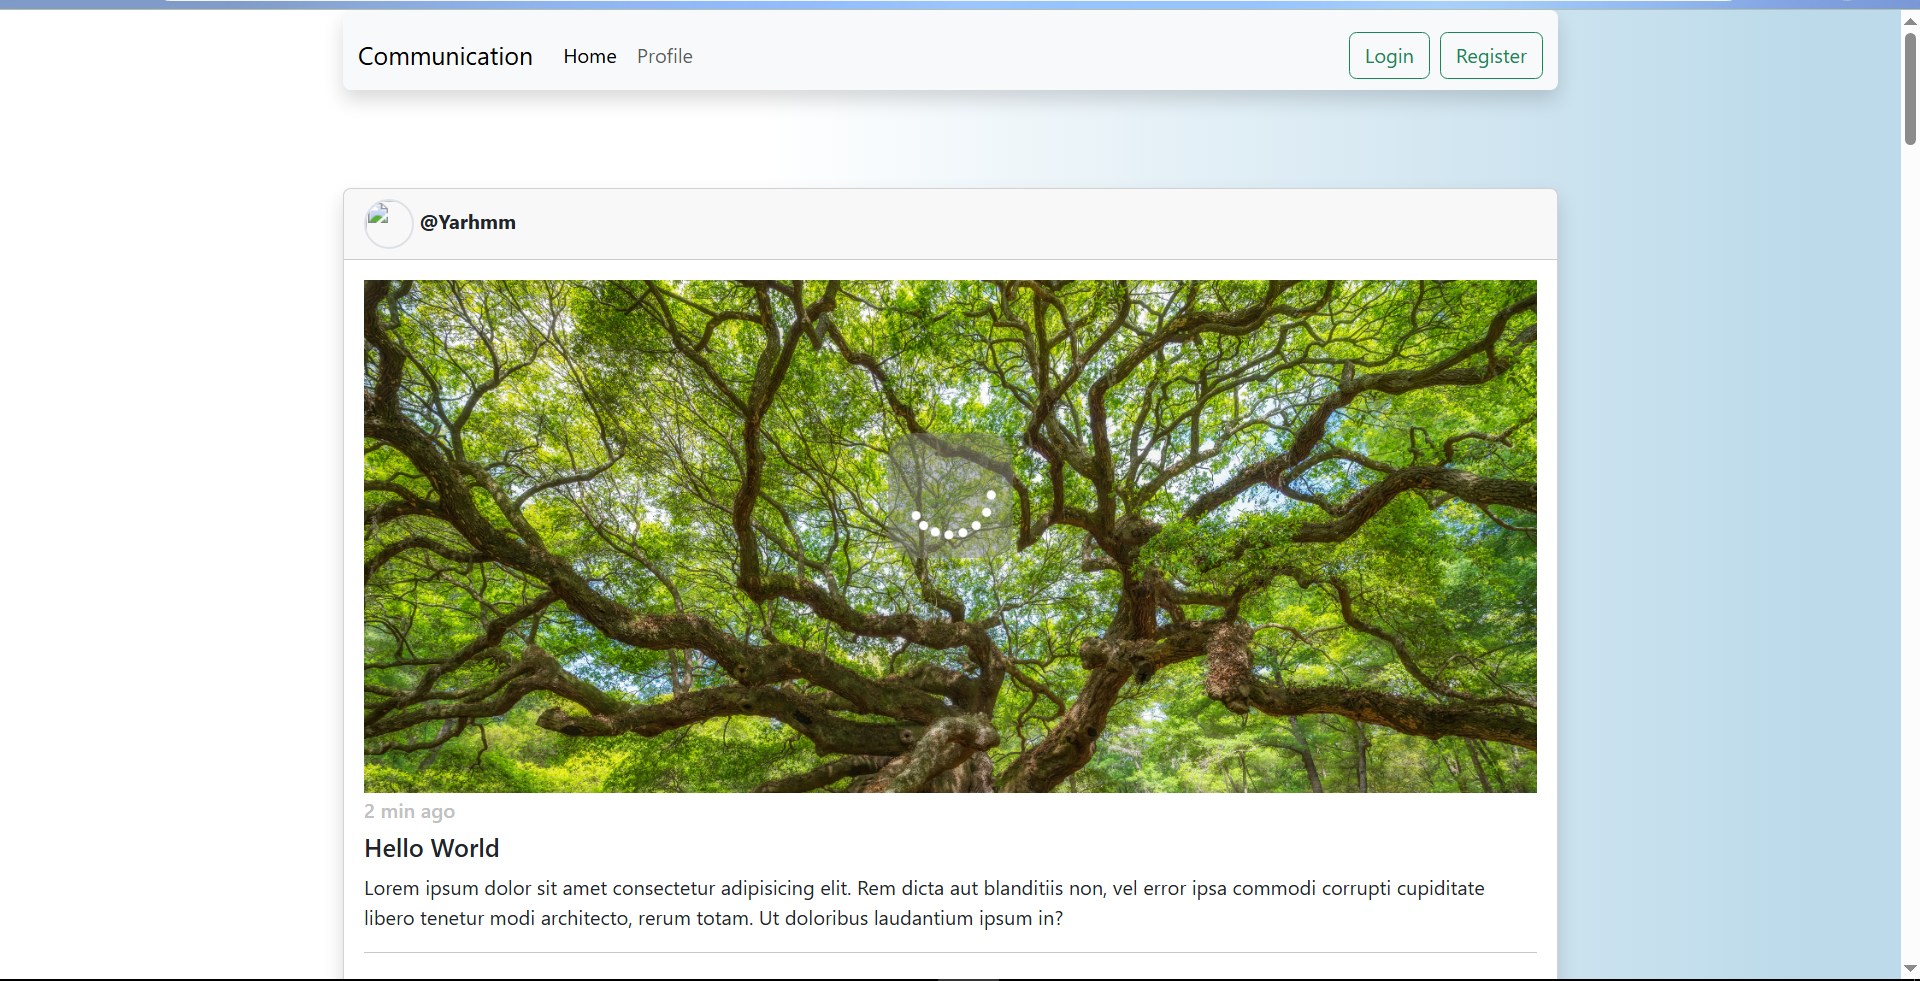 Communication Home Profile Login Register
@Yarhmm
2 min ago
Hello World
Lorem ipsum dolor sit amet consectetur adipisicing elit. Rem dicta aut blanditiis non, vel error ipsa commodi corrupti cupiditate
libero tenetur modi architecto, rerum totam. Ut doloribus laudantium ipsum in?